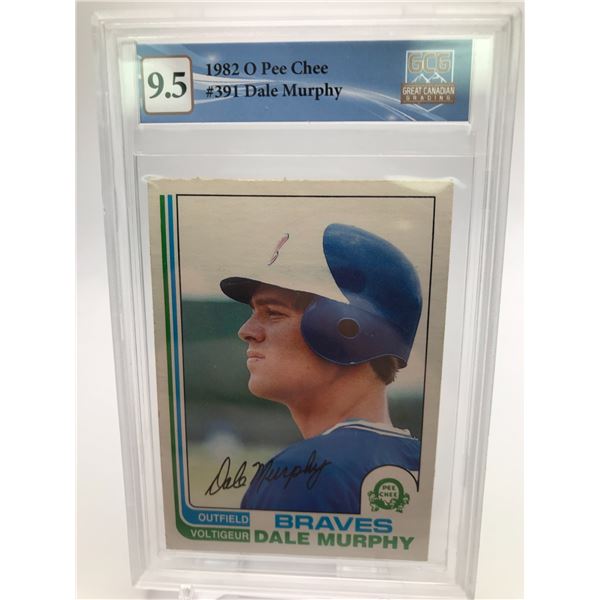 9.5
1982 O Pee Chee
#391 Dale Murphy
GCG
GREAT CANADIAN
GRADING
Dale Murphy
PEE
CHEE
OUTFIELD
VOLTIGEUR
BRAVES
DALE MURPHY